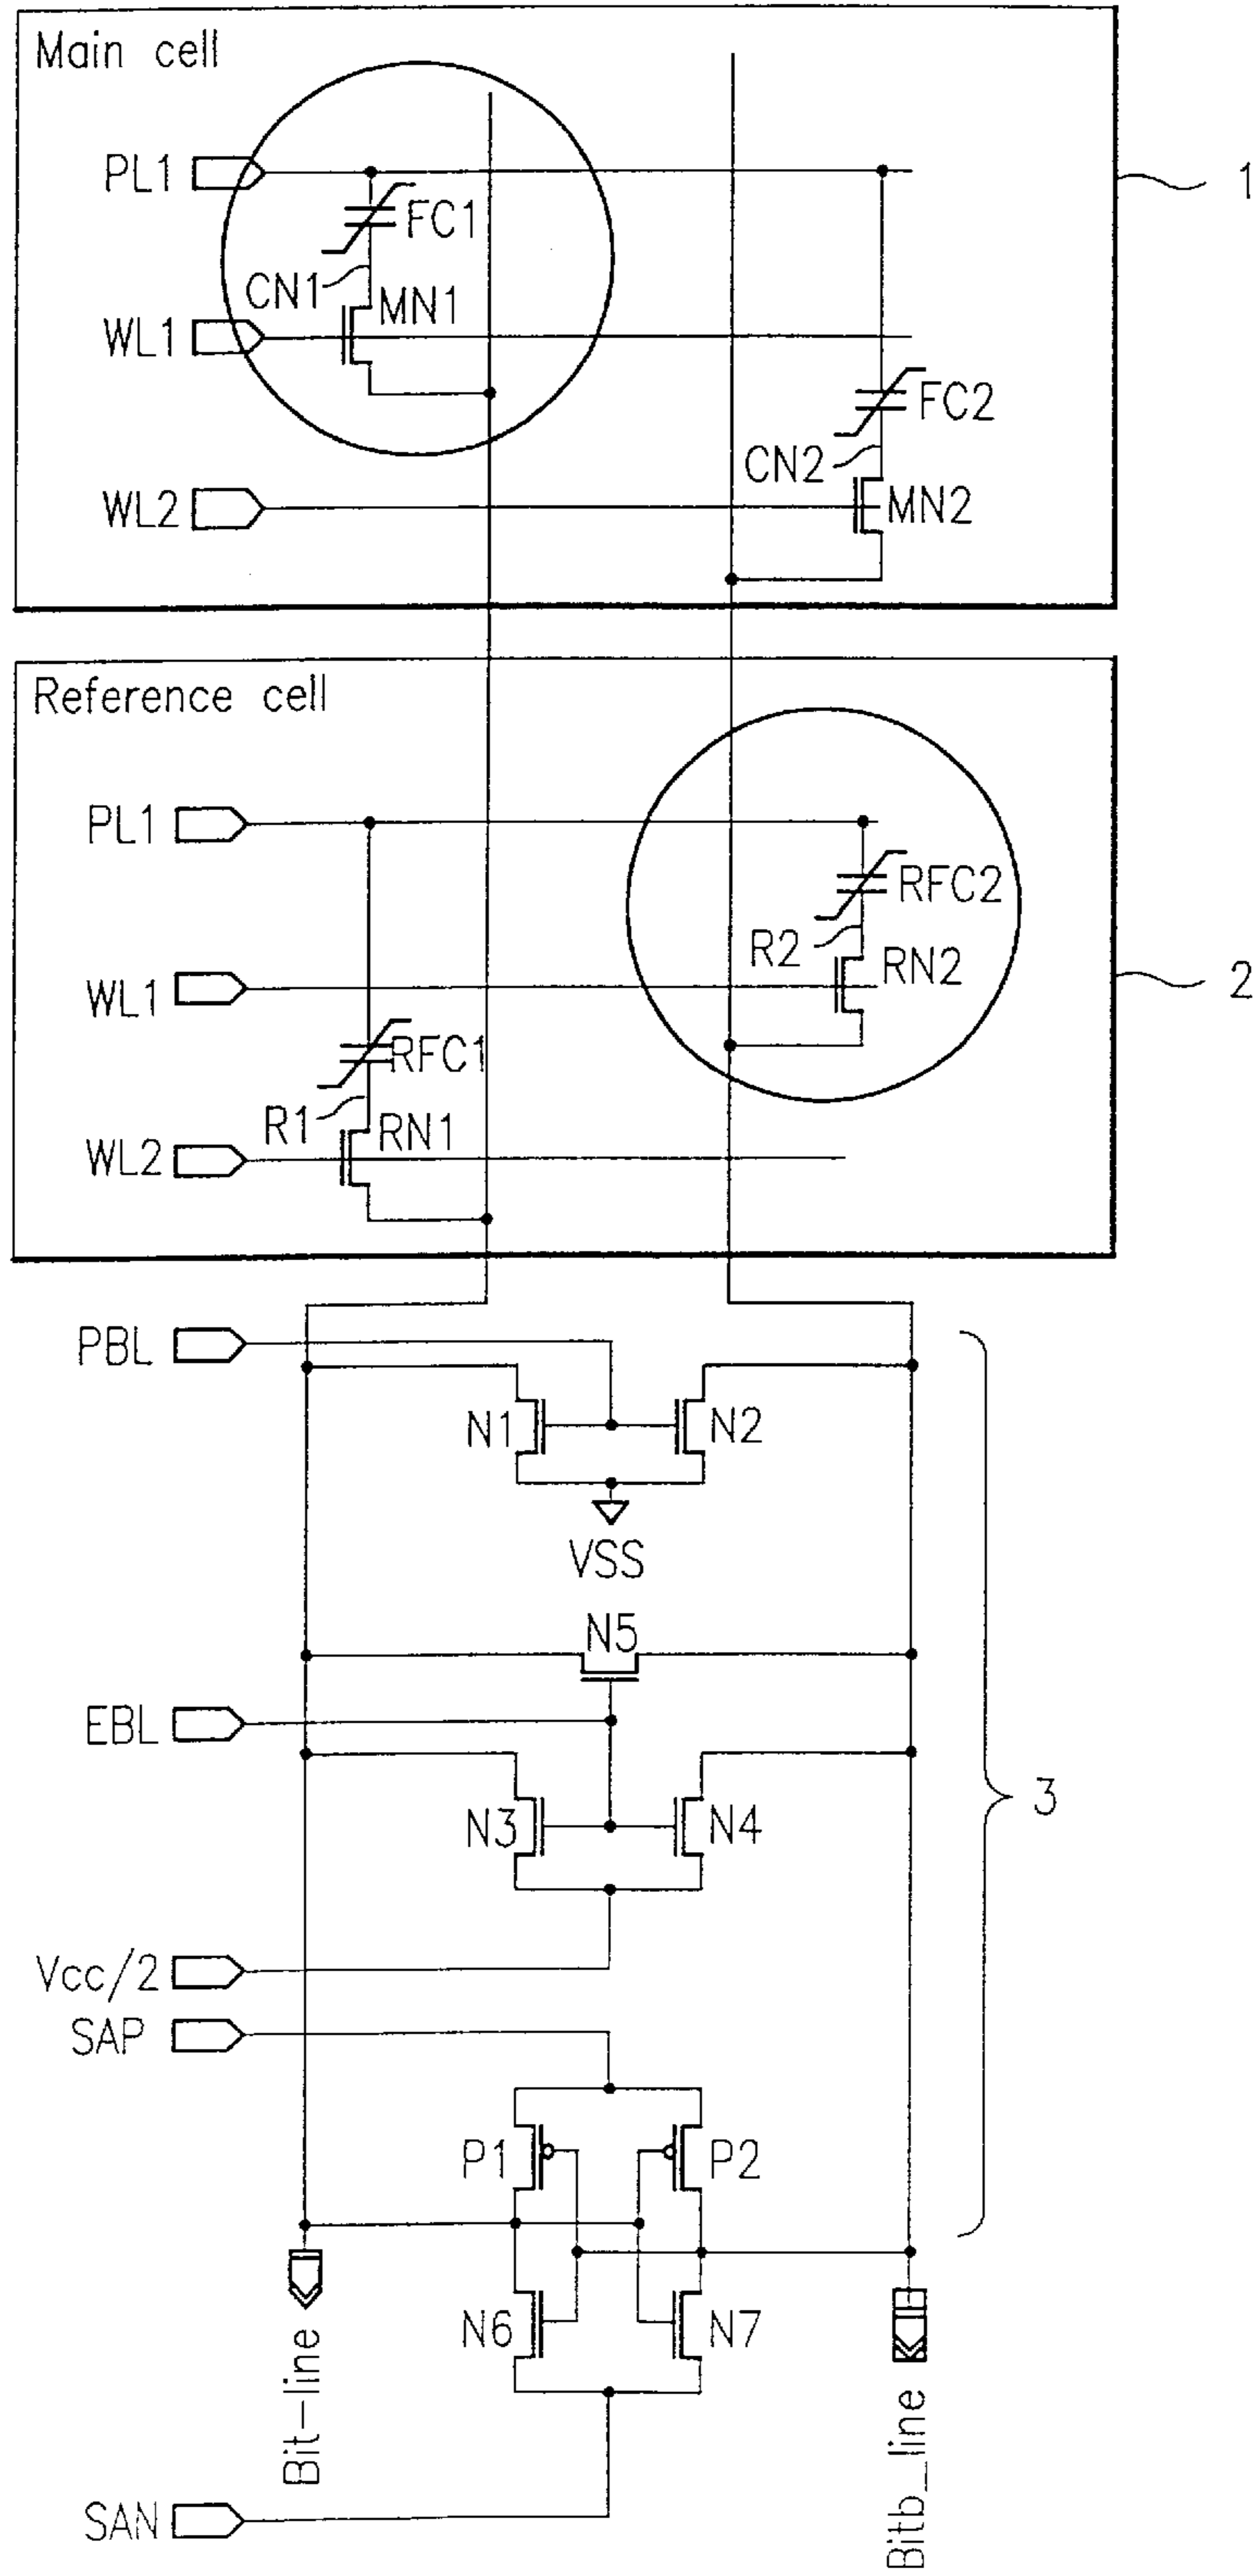 Main cell
PL1
FC1
CN1
MN1
WL1
FC2
CN2
WL2
MN2
1
Reference cell
PL1
RFC2
R2
RN2
WL1
2
RFC1
R1
RN1
WL2
PBL
N1
N2
VSS
N5
EBL
N3
N4
3
Vcc/2
SAP
P1
P2
N6
N7
Bit-line
Bitb_line
SAN